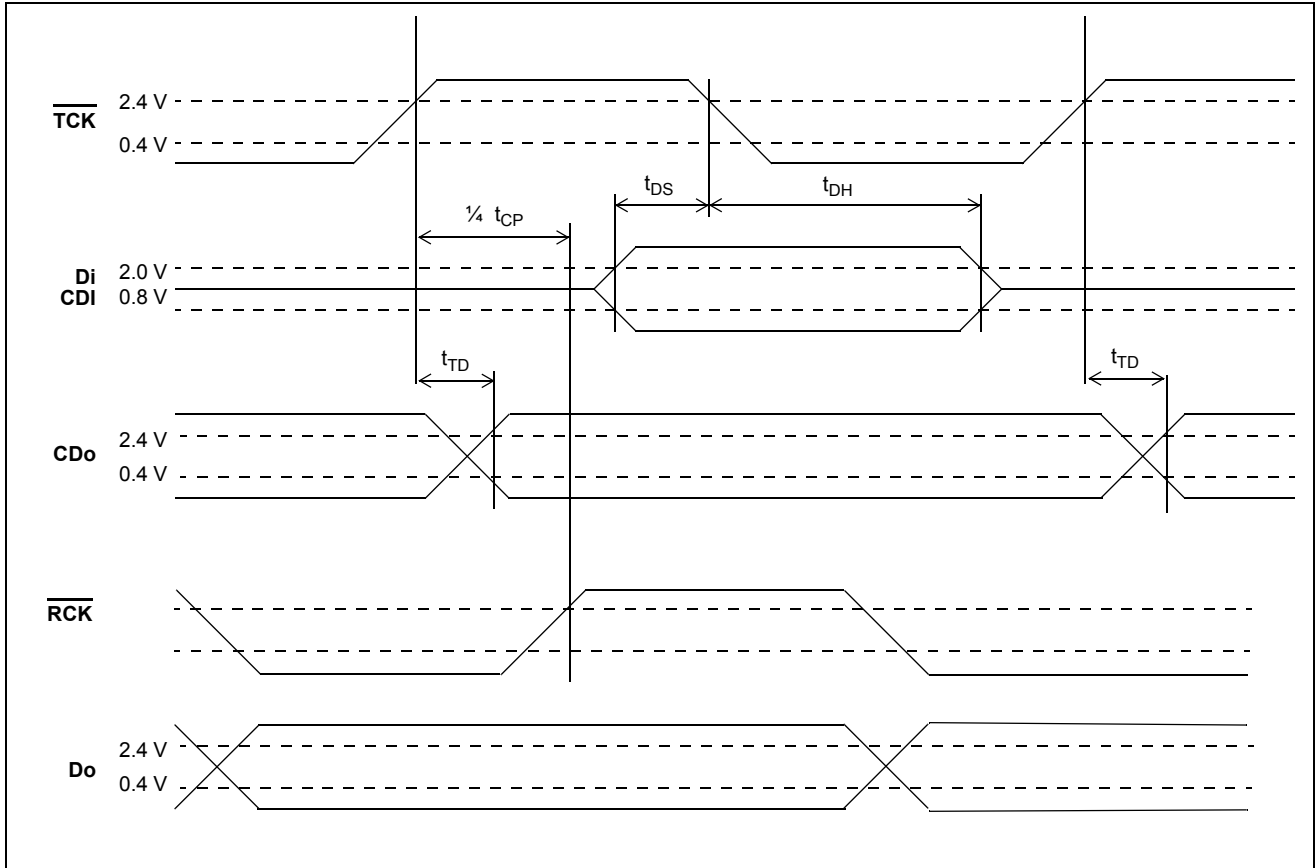 2.4 V
TCK
0.4 V
tDS
tDH
¼ tCP
Di 2.0 V
CDI 0.8 V
tTD
tTD
2.4 V
CDo
0.4 V
RCK
2.4 V
Do
0.4 V